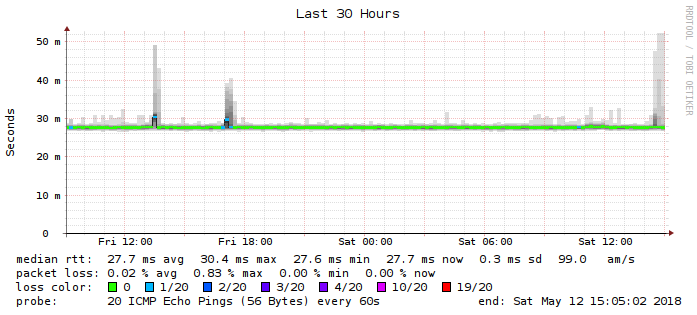 Last 30 Hours
RRDTOOL / TOBI OETIKER
Seconds
50 m
40 m
30 m
20 m
10 m
0
Fri 12:00 Fri 18:00 Sat 00:00 Sat 06:00 Sat 12:00
median rtt: 27.7 ms avg 30.4 ms max 27.6 ms min 27.7 ms now 0.3 ms sd 99.0 am/s
packet loss: 0.02 % avg 0.83 % max 0.00 % min 0.00 % now
loss color: 0 1/20 2/20 3/20 4/20 10/20 19/20
probe: 20 ICMP Echo Pings (56 Bytes) every 60s end: Sat May 12 15:05:02 2018